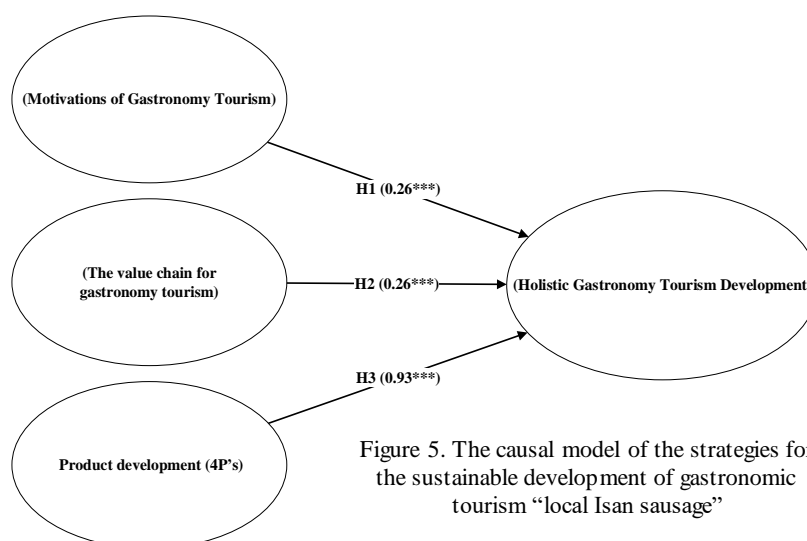 (Motivations of Gastronomy Tourism)
H1 (0.26***)
(The value chain for
gastronomy tourism)
H2 (0.26***)
(Holistic Gastronomy Tourism Development
H3 (0.93***)
Product development (4P's)
Figure 5. The causal model of the strategies fo
the sustainable development of gastronomic
tourism “local Isan sausage”